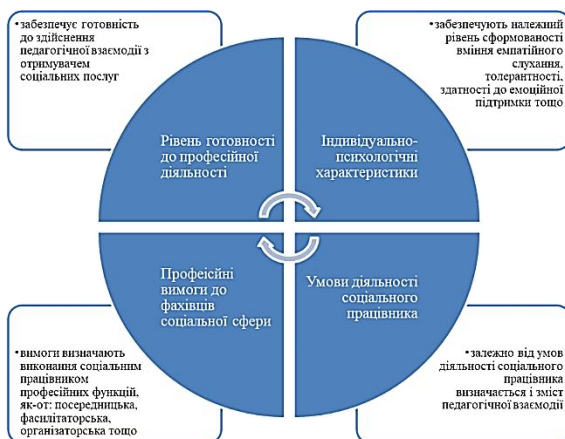 •забезпечує готовність
до здійснення
педагогічної взаємодії з
отримувачем
соціальних послуг
•забезпечують належний
рівень сформованості
вміння емпатійного
слухання,
толерантності,
здатності до емоційної
підтримки тощо
Рівень готовності
до професійної
діяльності
Індивідуально-
психологічні
характеристики
Профеісйні
вимоги до
фахівців
соціальної сфери
Умови діяльності
соціального
працівника
•вимоги визначають
виконання соціальним
працівником
професійних функцій,
як-от: посередницька,
фасилітаторська,
організаторська тощо
•залежно від умов
діяльності соціального
працівника
визначається і зміст
педагогічної взаємодії